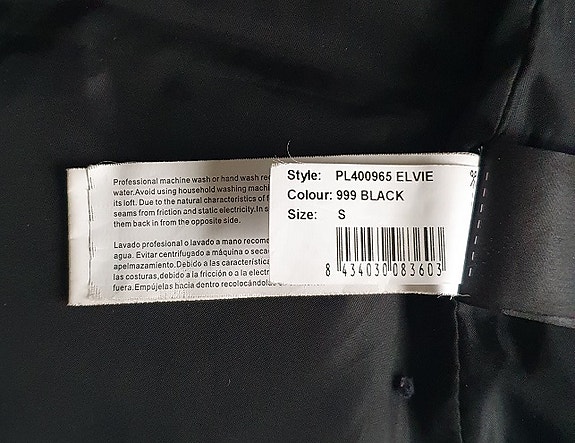 Professional machine wash or hand wash
water.Avoid using household washing
its loft. Due to the natural characteristics of
seams from friction and static electricity.In
them back in from the opposite side.
Lavado profesional o lavado a mano
agua. Evitar centrifugado a máquina o
apelmazamiento.Debido a las
las costuras,debido a la fricción o a la
fuera.Empújelas hacia dentro
Style: PL400965 ELVIE
Colour: 999 BLACK
Size: S
8 434030 083603